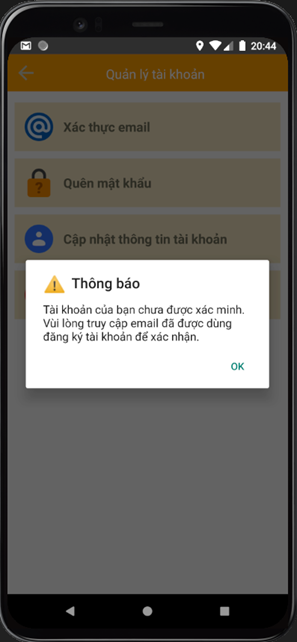 20:44
Quản lý tài khoản
Xác thực email
Quên mật khẩu
Cập nhật thông tin tài khoản
Thông báo
Tài khoản của bạn chưa được xác minh.
Vùi lòng truy cập email đã được dùng
đăng ký tài khoản để xác nhận.
OK